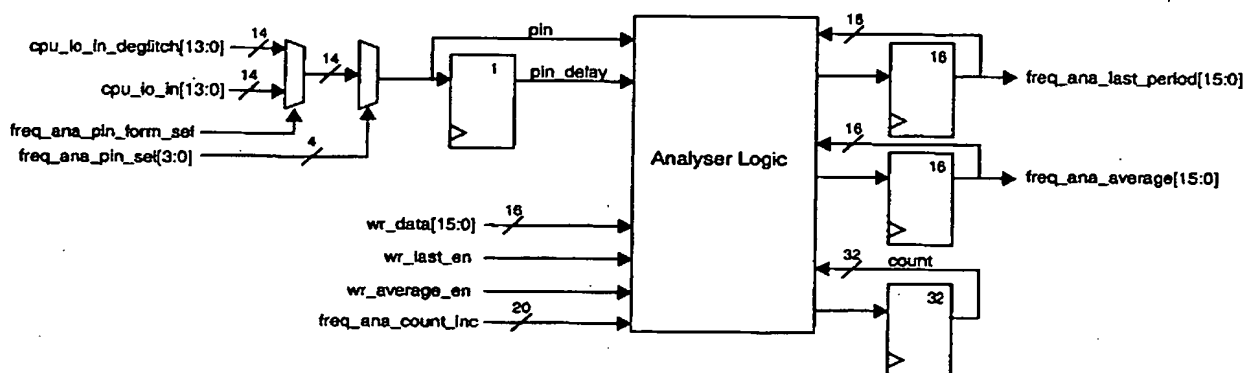 cpu_io_in_deglitch[13:0]
14
cpu_io_in[13:0]
14
14
freq_ana_pin_form_sel
freq_ana_pin_sel[3:0]
4
1
pin
pin_delay
wr_data[15:0]
16
wr_last_en
wr_average_en
freq_ana_count_inc
20
Analyser Logic
16
16
freq_ana_last_period[15:0]
16
16
freq_ana_average[15:0]
32
count
32